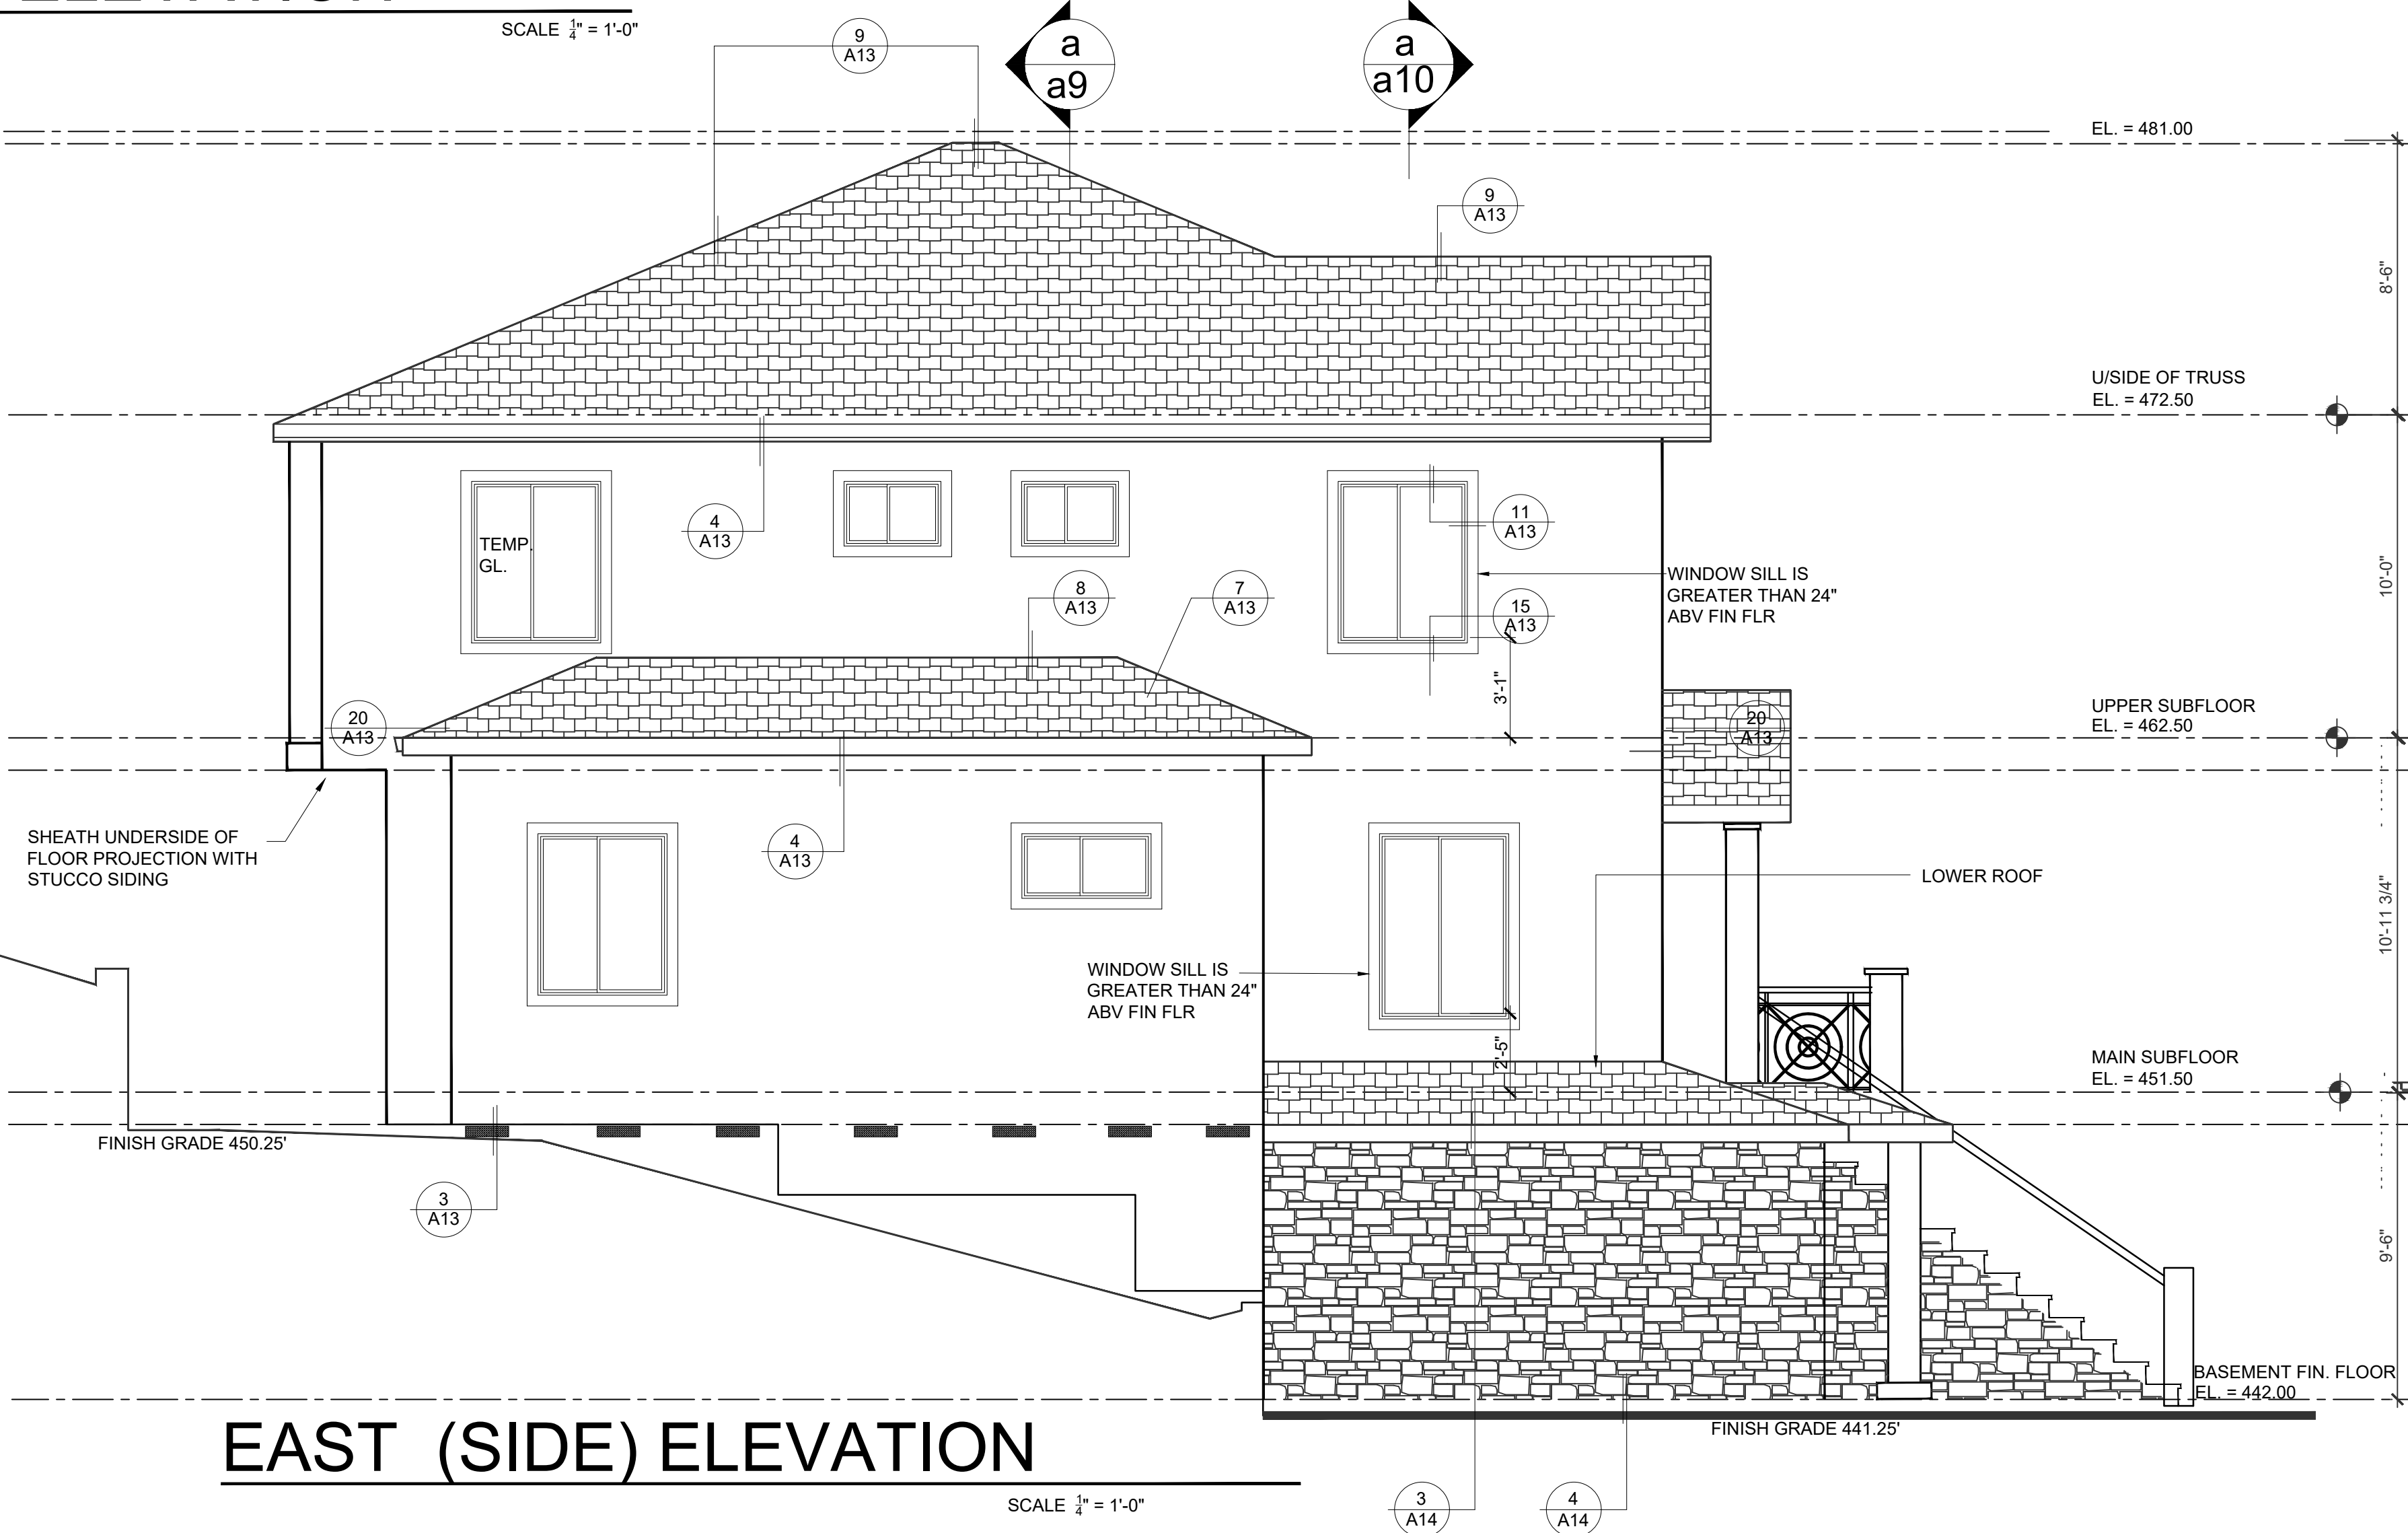 SCALE 1/4" = 1'-0"
9
A13
a
a9
a
a10
EL. = 481.00
9
A13
8'-6"
U/SIDE OF TRUSS
EL. = 472.50
TEMP.
GL.
4
A13
11
A13
WINDOW SILL IS
GREATER THAN 24"
ABV FIN FLR
10'-0"
8
A13
7
A13
15
A13
3'-1"
20
A13
20
A13
UPPER SUBFLOOR
EL. = 462.50
SHEATH UNDERSIDE OF
FLOOR PROJECTION WITH
STUCCO SIDING
4
A13
LOWER ROOF
10'-11 3/4"
WINDOW SILL IS
GREATER THAN 24"
ABV FIN FLR
2'-5"
MAIN SUBFLOOR
EL. = 451.50
FINISH GRADE 450.25'
3
A13
9'-6"
BASEMENT FIN. FLOOR
EL. = 442.00
FINISH GRADE 441.25'
EAST (SIDE) ELEVATION
SCALE 1/4" = 1'-0"
3
A14
4
A14